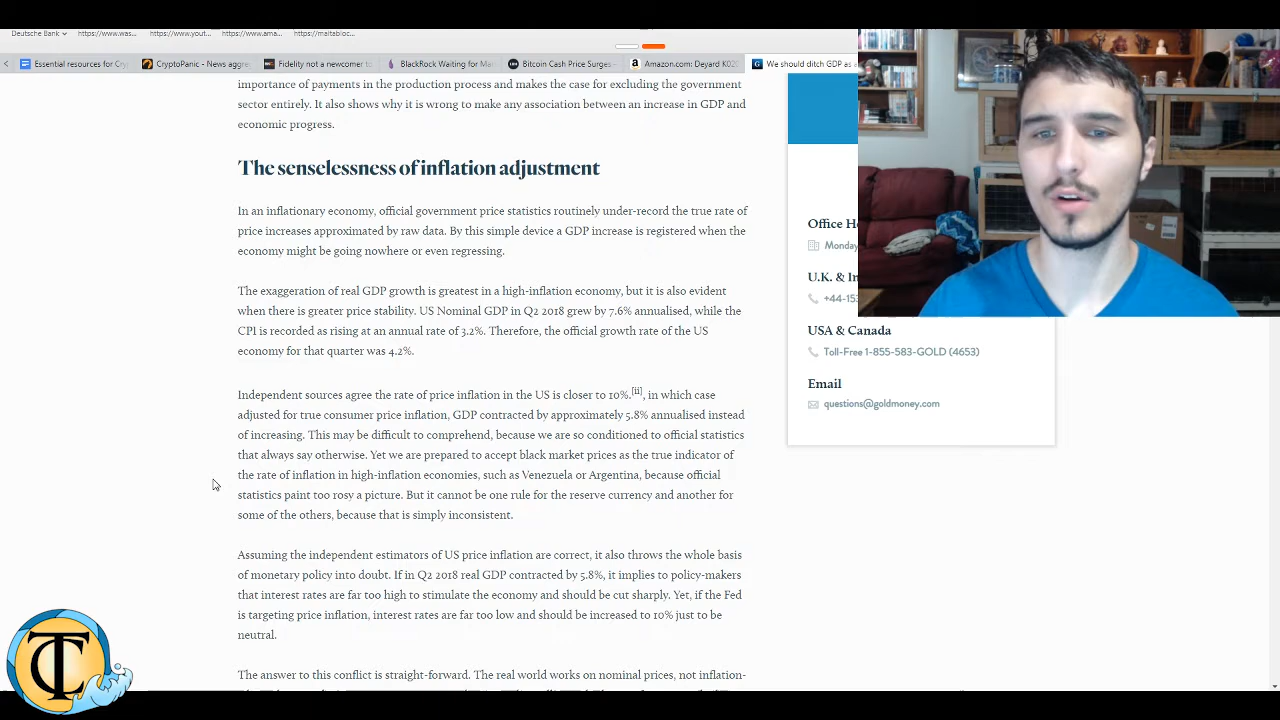 Deutsche Bank
https://www.was...
https://www.yout...
https://www.ama...
https://maltabloc...
Essential resources for Cry
CryptoPanic - News aggre
Fidelity not a newcomer to
BlackRock Waiting for Ma
Bitcoin Cash Price Surges
Amazon.com: Deyard K020
We should ditch GDP as a
importance of payments in the production process and makes the case for excluding the government
sector entirely. It also shows why it is wrong to make any association between an increase in GDP and
economic progress.
The senselessness of inflation adjustment
In an inflationary economy, official government price statistics routinely under-record the true rate of
price increases approximated by raw data. By this simple device a GDP increase is registered when the
economy might be going nowhere or even regressing.
The exaggeration of real GDP growth is greatest in a high-inflation economy, but it is also evident
when there is greater price stability. US Nominal GDP in Q2 2018 grew by 7.6% annualised, while the
CPI is recorded as rising at an annual rate of 3.2%. Therefore, the official growth rate of the US
economy for that quarter was 4.2%.
Independent sources agree the rate of price inflation in the US is closer to 10%.[ii], in which case
adjusted for true consumer price inflation, GDP contracted by approximately 5.8% annualised instead
of increasing. This may be difficult to comprehend, because we are so conditioned to official statistics
that always say otherwise. Yet we are prepared to accept black market prices as the true indicator of
the rate of inflation in high-inflation economies, such as Venezuela or Argentina, because official
statistics paint too rosy a picture. But it cannot be one rule for the reserve currency and another for
some of the others, because that is simply inconsistent.
Assuming the independent estimators of US price inflation are correct, it also throws the whole basis
of monetary policy into doubt. If in Q2 2018 real GDP contracted by 5.8%, it implies to policy-makers
that interest rates are far too high to stimulate the economy and should be cut sharply. Yet, if the Fed
is targeting price inflation, interest rates are far too low and should be increased to 10% just to be
neutral.
The answer to this conflict is straight-forward. The real world works on nominal prices, not inflation-
Office Ho
Monday
U.K. & In
+44-153
USA & Canada
Toll-Free 1-855-583-GOLD (4653)
Email
questions@goldmoney.com
TC